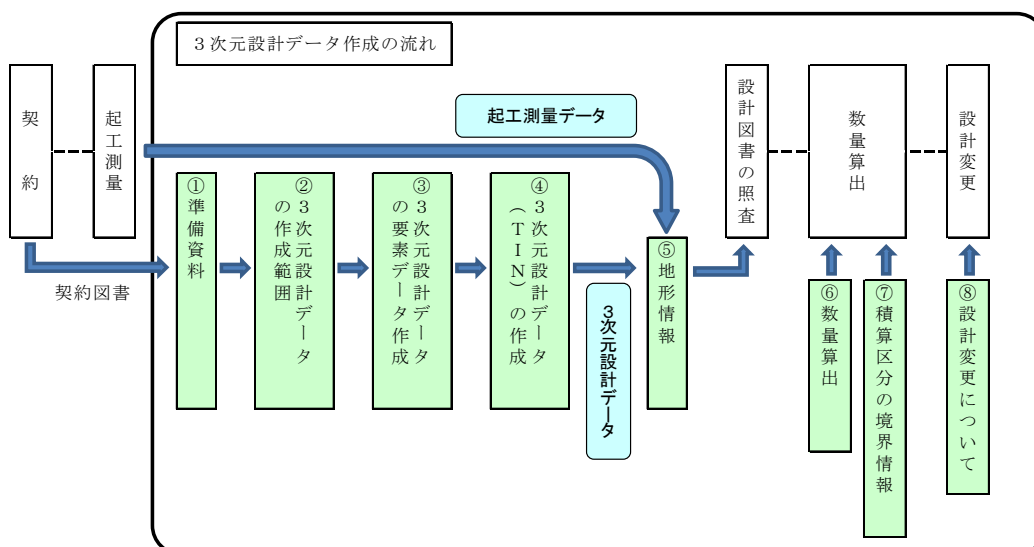 ３次元設計データ作成の流れ
契約
起工測量
起工測量データ
設計図書の照査
数量算出
設計変更
契約図書
①準備資料
②３次元設計データ
の作成範囲
③３次元設計データ
の要素データ作成
④３次元設計データ
（TIN）の作成
３次元設計データ
⑤地形情報
⑥数量算出
⑦積算区分の境界情報
⑧設計変更について